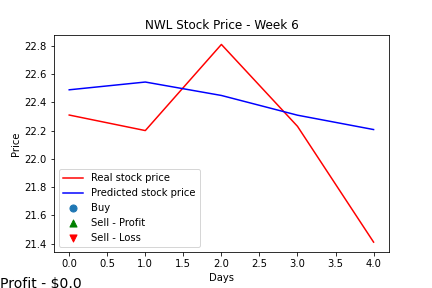 NWL Stock Price - Week 6
Price
22.8
22.6
22.4
22.2
22.0
21.8
21.6
21.4
Real stock price
Predicted stock price
Buy
Sell - Profit
Sell - Loss
0.0 0.5 1.0 1.5 2.0 2.5 3.0 3.5 4.0
Days
Profit - $0.0